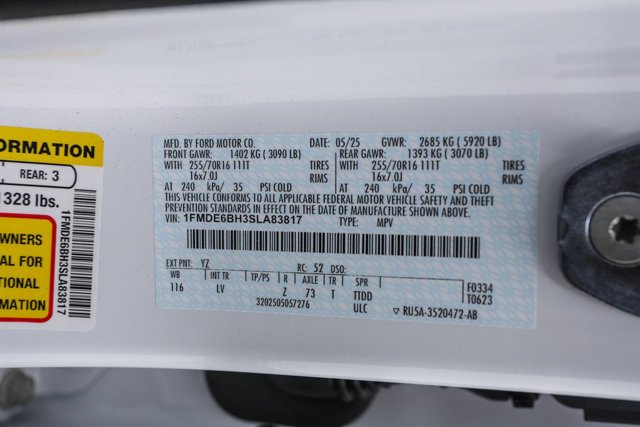 FORMATION
REAR: 3
1328 lbs.
OWNERS
IAL FOR
TIONAL
RMATION
1FMDE6BH3SLA83817
MFD. BY FORD MOTOR CO. DATE: 05/25 GVWR: 2685 KG ( 5920 LB)
FRONT GAWR: 1402 KG ( 3090 LB) REAR GAWR: 1393 KG ( 3070 LB)
WITH 255/70R16 111T TIRES WITH 255/70R16 111T TIRES
16x7.0J RIMS 16x7.0J RIMS
AT 240 kPa/ 35 PSI COLD AT 240 kPa/ 35 PSI COLD
THIS VEHICLE CONFORMS TO ALL APPLICABLE FEDERAL MOTOR VEHICLE SAFETY AND THEFT
PREVENTION STANDARDS IN EFFECT ON THE DATE OF MANUFACTURE SHOWN ABOVE.
VIN: 1FMDE6BH3SLA83817 TYPE: MPV
EXT PNT: YZ RC: 52 DSO:
WB INT TR TP/PS R AXLE TR SPR
116 LV Z 73 T TTDD
3202505057276 ULC ▽ RU5A-3520472-AB
F0334
T0623